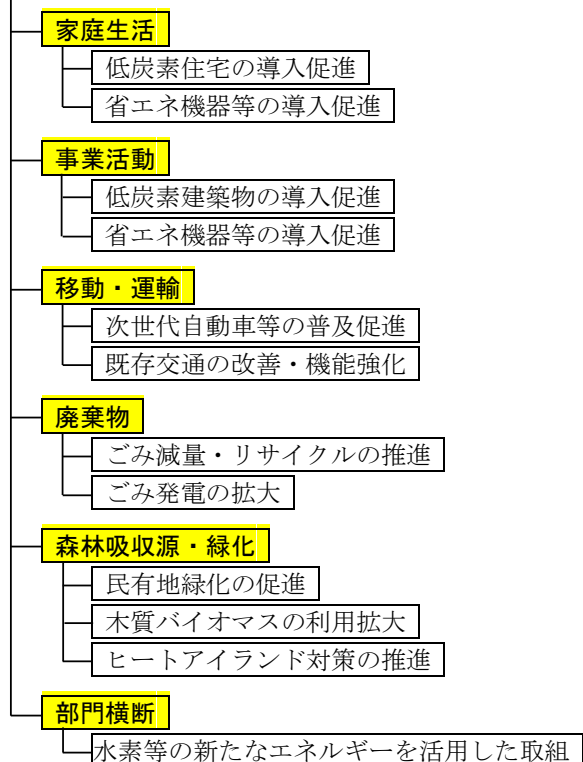 家庭生活
低炭素住宅の導入促進
省エネ機器等の導入促進
事業活動
低炭素建築物の導入促進
省エネ機器等の導入促進
移動・運輸
次世代自動車等の普及促進
既存交通の改善・機能強化
廃棄物
ごみ減量・リサイクルの推進
ごみ発電の拡大
森林吸収源・緑化
民有地緑化の促進
木質バイオマスの利用拡大
ヒートアイランド対策の推進
部門横断
水素等の新たなエネルギーを活用した取組